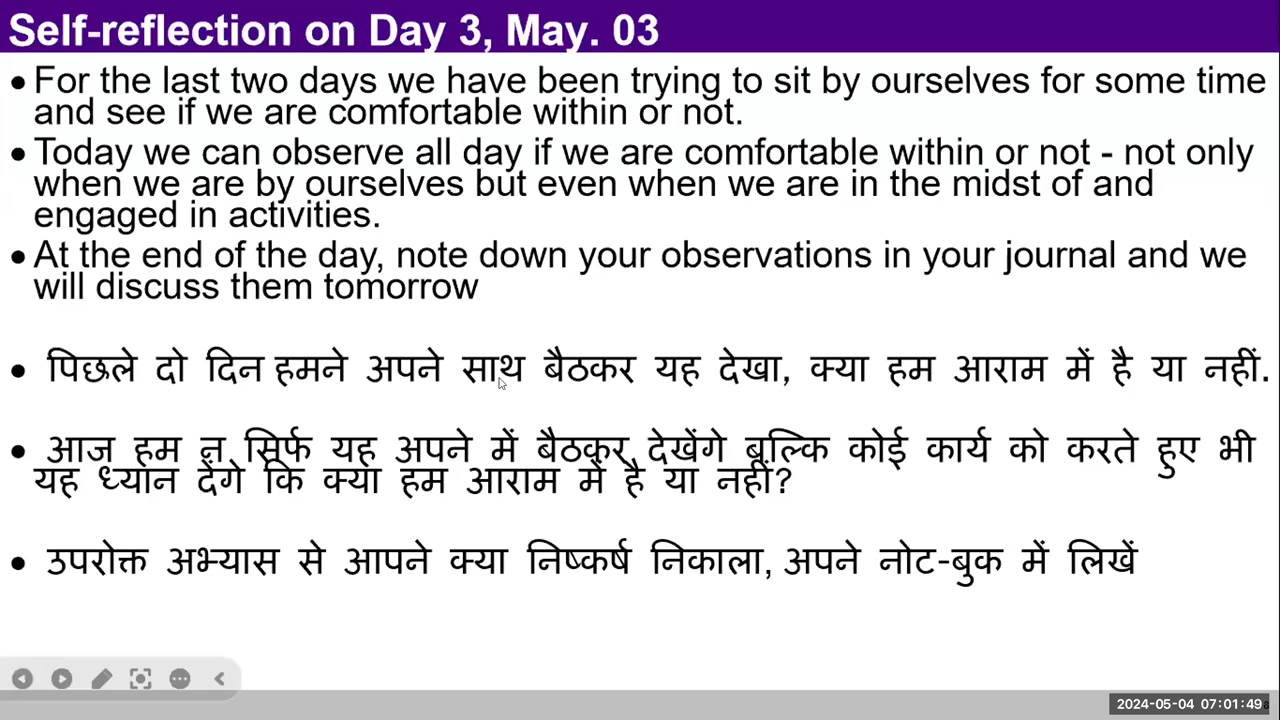 Self-reflection on Day 3, May. 03
• For the last two days we have been trying to sit by ourselves for some time
and see if we are comfortable within or not.
• Today we can observe all day if we are comfortable within or not - not only
when we are by ourselves but even when we are in the midst of and
engaged in activities.
• At the end of the day, note down your observations in your journal and we
will discuss them tomorrow
• पिछले दो दिन हमने अपने साथ बैठकर यह देखा, क्या हम आराम में है या नहीं.
• आज हम न सिर्फ यह अपने में बैठकर देखेंगे बल्कि कोई कार्य को करते हुए भी
यह ध्यान देंगे कि क्या हम आराम में है या नहीं?
• उपरोक्त अभ्यास से आपने क्या निष्कर्ष निकाला, अपने नोट-बुक में लिखें
2024-05-04 07:01:49